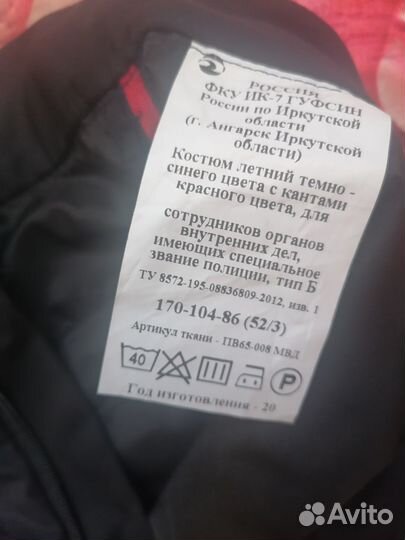 РОССИЯ
ФКУ ИК-7 ГУФСИН
России по Иркутской
области
(г. Ангарск Иркутской
области)
Костюм летний темно -
синего цвета с кантами
красного цвета, для
сотрудников органов
внутренних дел,
имеющих специальное
звание полиции, тип Б
ТУ 8572-195-08836809-2012, изв. 1
170-104-86 (52/3)
Артикул ткани - ПВ65-008 МВД
40 P
Год изготовления - 20
Avito